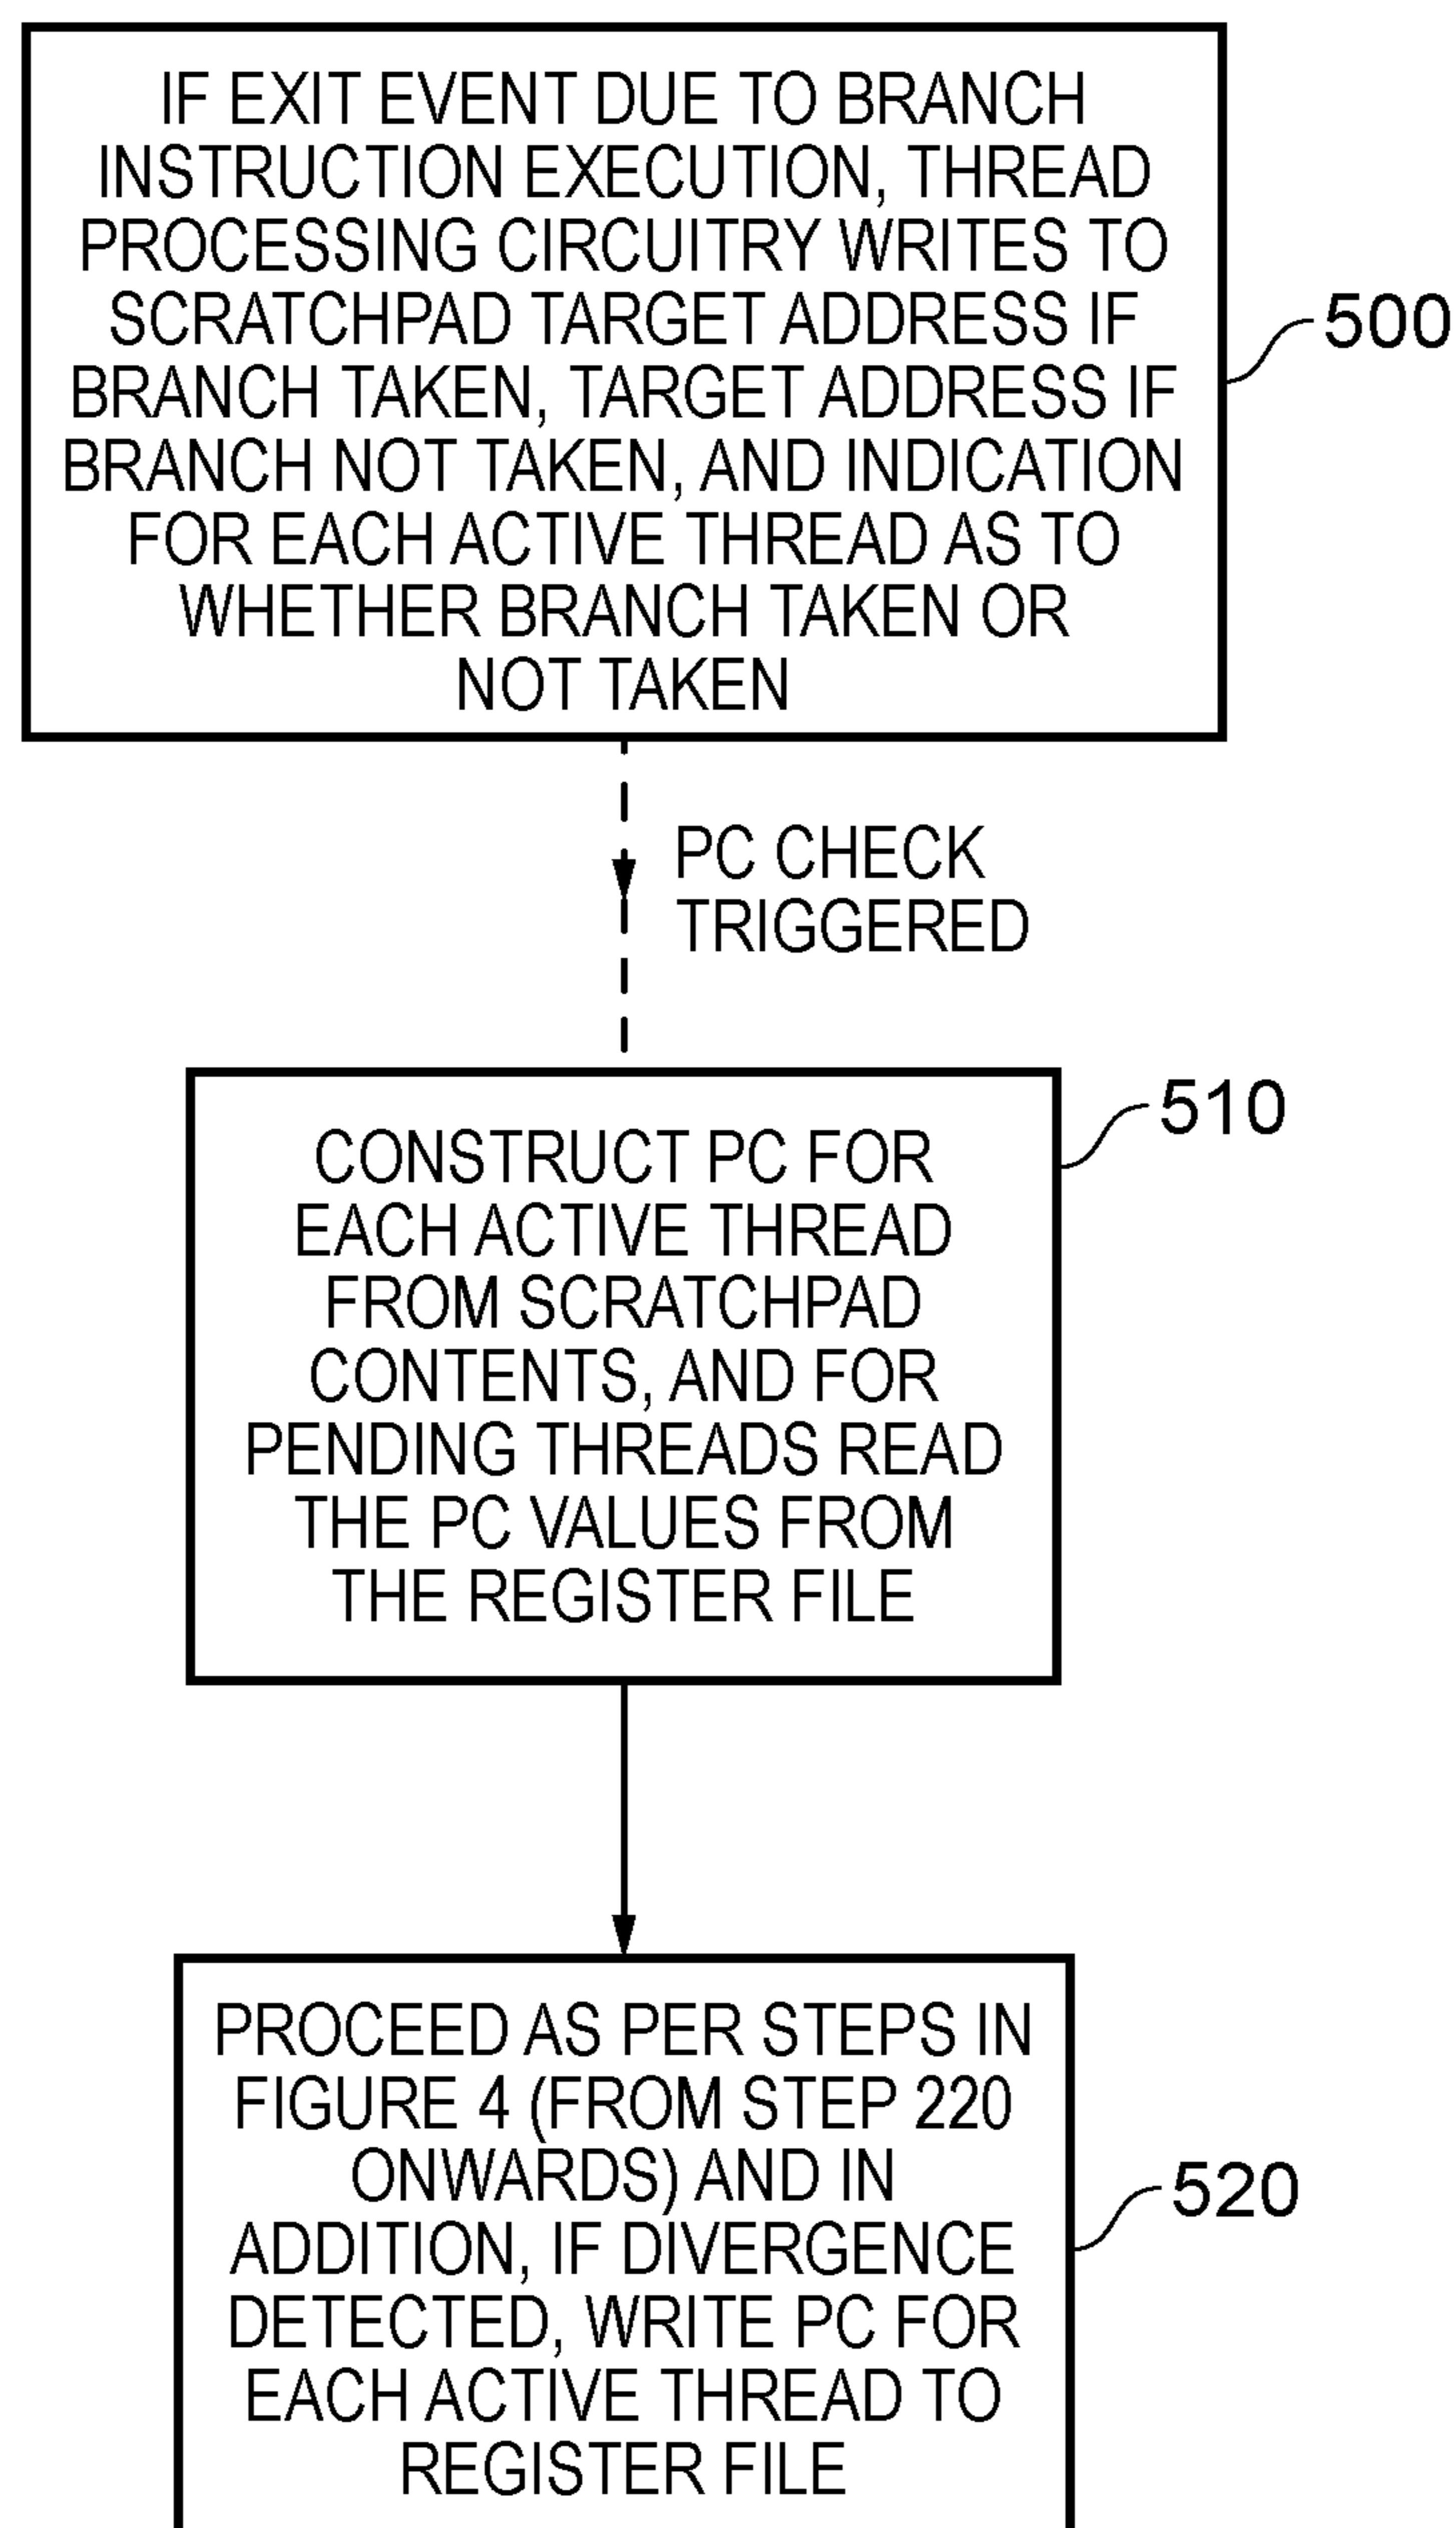 IF EXIT EVENT DUE TO BRANCH
INSTRUCTION EXECUTION, THREAD
PROCESSING CIRCUITRY WRITES TO
SCRATCHPAD TARGET ADDRESS IF
BRANCH TAKEN, TARGET ADDRESS IF
BRANCH NOT TAKEN, AND INDICATION
FOR EACH ACTIVE THREAD AS TO
WHETHER BRANCH TAKEN OR
NOT TAKEN
500
PC CHECK
TRIGGERED
510
CONSTRUCT PC FOR
EACH ACTIVE THREAD
FROM SCRATCHPAD
CONTENTS, AND FOR
PENDING THREADS READ
THE PC VALUES FROM
THE REGISTER FILE
PROCEED AS PER STEPS IN
FIGURE 4 (FROM STEP 220
ONWARDS) AND IN
ADDITION, IF DIVERGENCE
DETECTED, WRITE PC FOR
EACH ACTIVE THREAD TO
REGISTER FILE
520